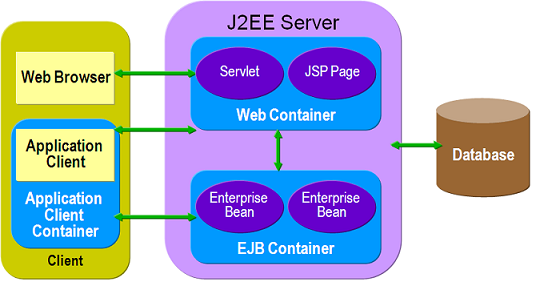 J2EE Server
Web Browser
Servlet
JSP Page
Web Container
Application
Client
Application
Client
Container
Client
Enterprise
Bean
Enterprise
Bean
EJB Container
Database